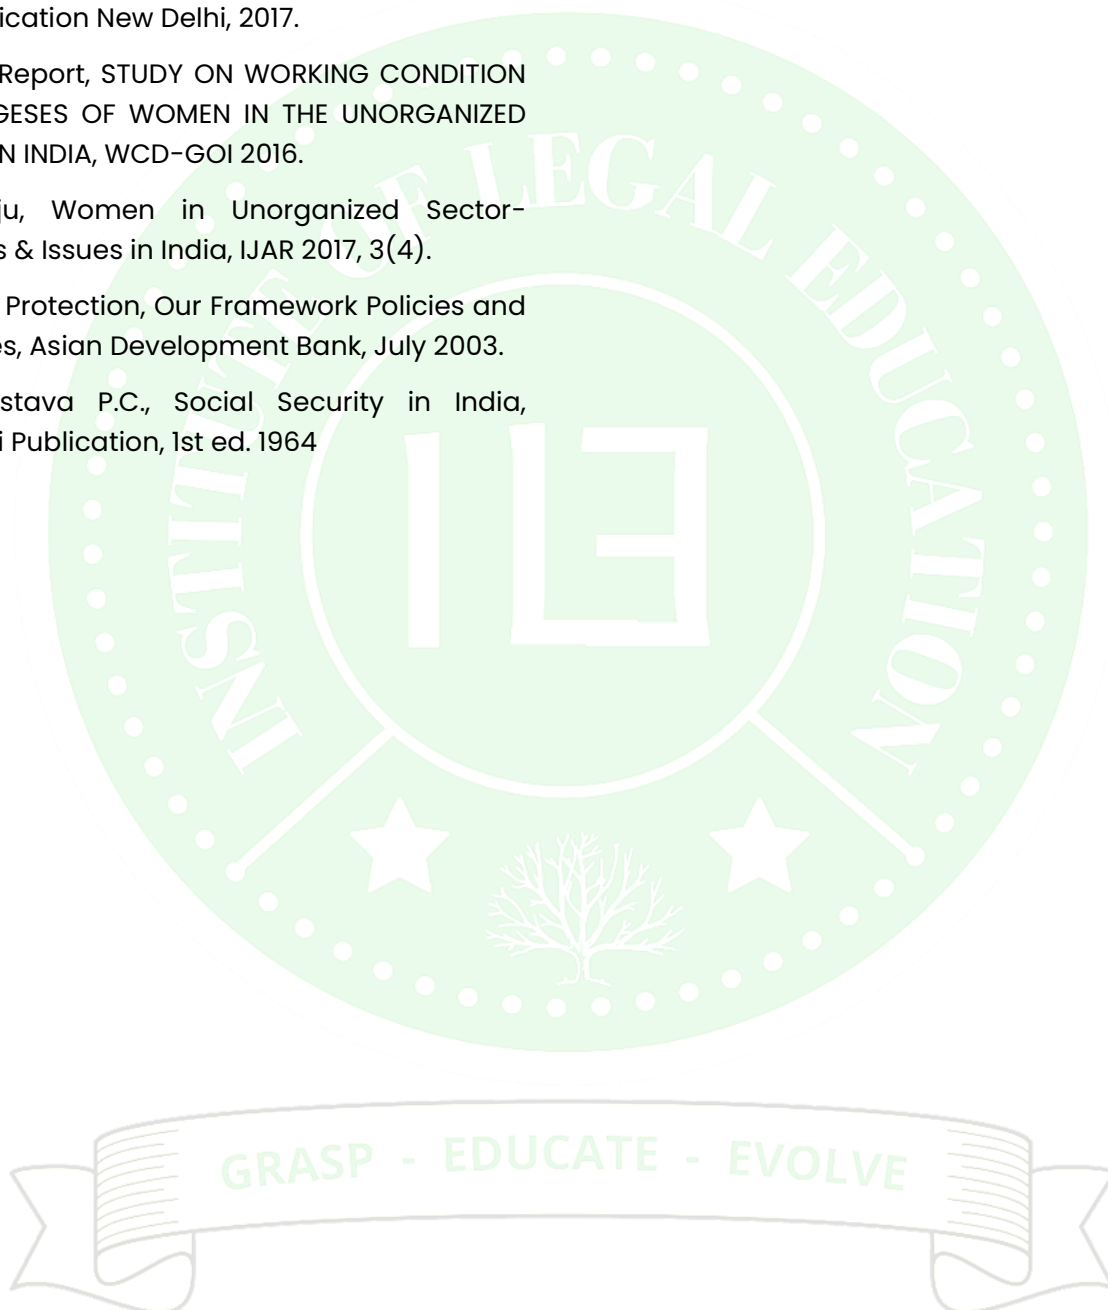 ication New Delhi, 2017.
Report, STUDY ON WORKING CONDITION
GESES OF WOMEN IN THE UNORGANIZED
N INDIA, WCD-GOI 2016.
ju, Women in Unorganized Sector-
s & Issues in India, IJAR 2017, 3(4).
Protection, Our Framework Policies and
es, Asian Development Bank, July 2003.
stava P.C., Social Security in India,
i Publication, 1st ed. 1964
INSTITUTE OF LEGAL EDUCATION
ILE
GRASP - EDUCATE - EVOLVE